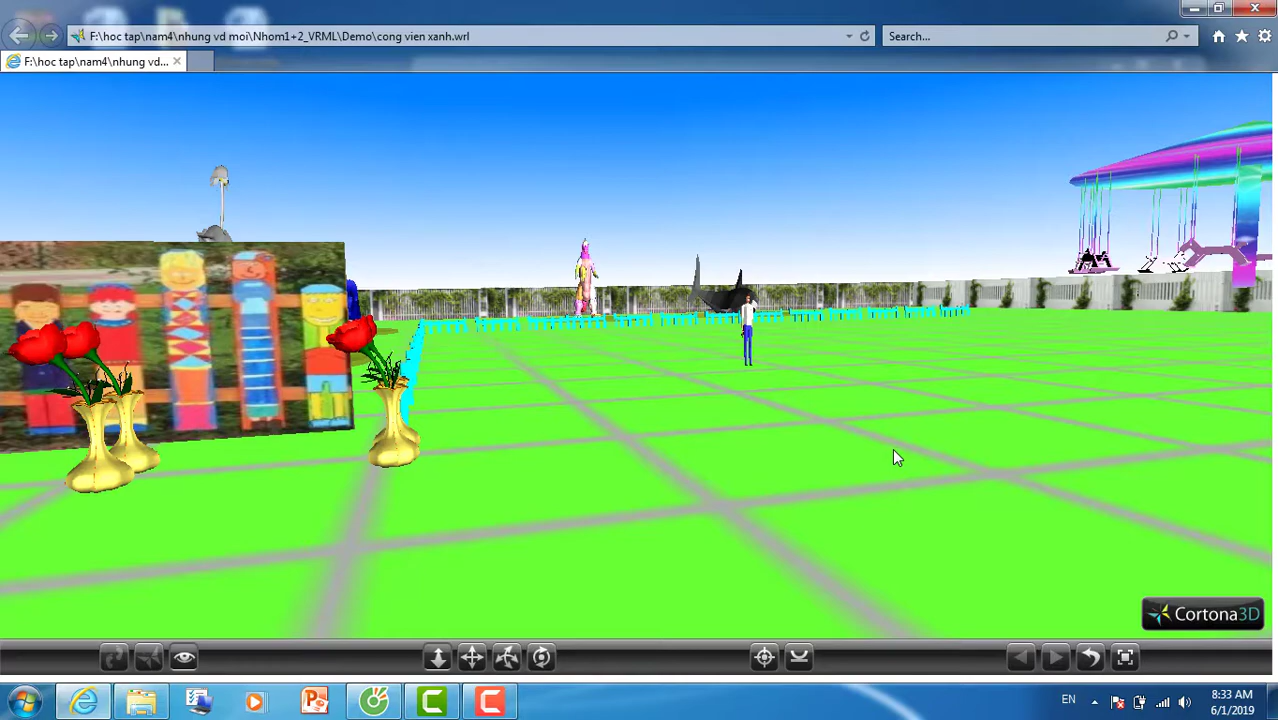 F:\hoc tap\nam4\nhung vd moi\Nhom1+2_VRML\Demo\cong vien xanh.wrl
Search...
F:\hoc tap\nam4\nhung vd...
Cortona3D
EN
8:33 AM
6/1/2019